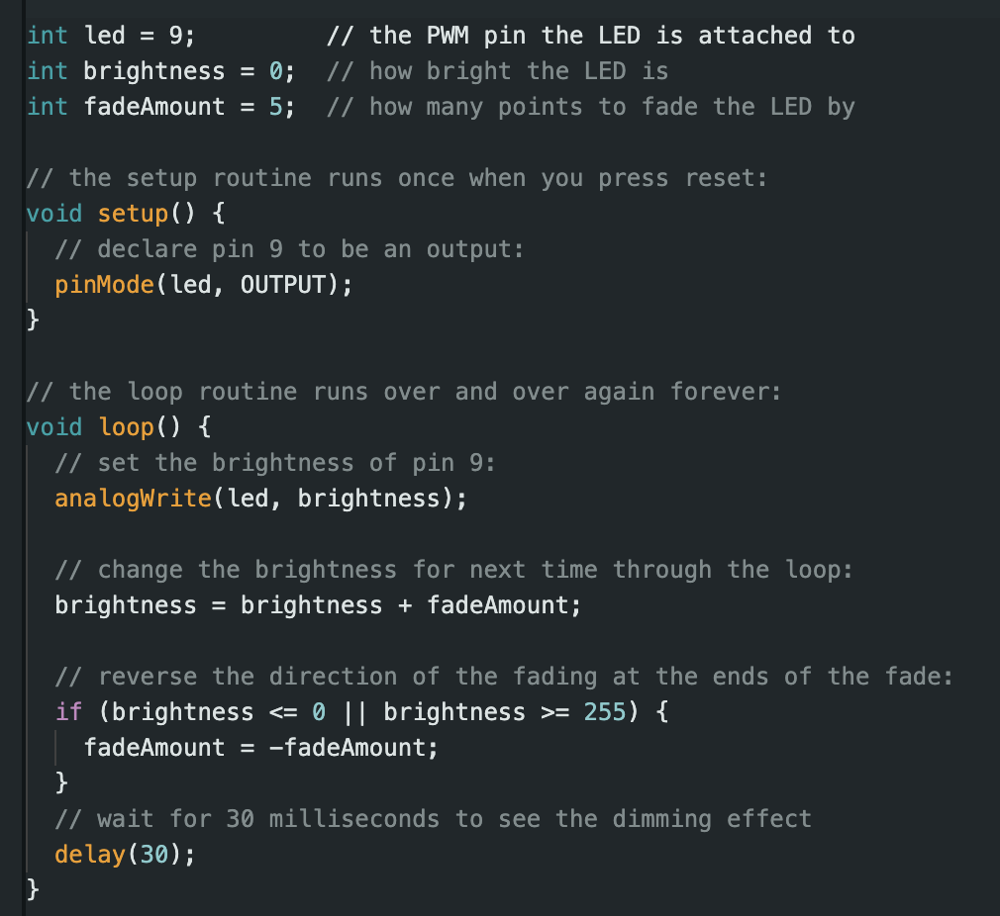 int led = 9;         // the PWM pin the LED is attached to
int brightness = 0;  // how bright the LED is
int fadeAmount = 5;  // how many points to fade the LED by

// the setup routine runs once when you press reset:
void setup() {
  // declare pin 9 to be an output:
  pinMode(led, OUTPUT);
}

// the loop routine runs over and over again forever:
void loop() {
  // set the brightness of pin 9:
  analogWrite(led, brightness);

  // change the brightness for next time through the loop:
  brightness = brightness + fadeAmount;

  // reverse the direction of the fading at the ends of the fade:
  if (brightness <= 0 || brightness >= 255) {
    fadeAmount = -fadeAmount;
  }
  // wait for 30 milliseconds to see the dimming effect
  delay(30);
}